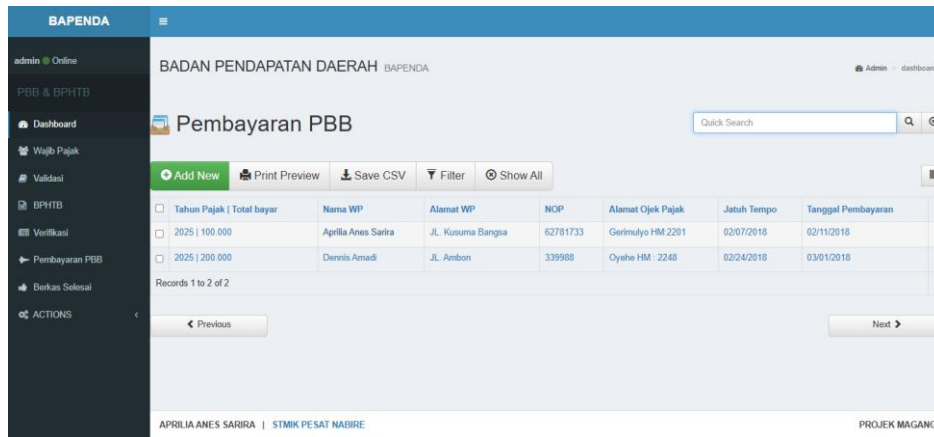 BAPENDA
admin Online
BADAN PENDAPATAN DAERAH BAPENDA
Admin dashboar
PBB & BPHTB
Dashboard
Wajib Pajak
Validasi
BPHTB
Verifikasi
Pembayaran PBB
Berkas Selesai
ACTIONS
Pembayaran PBB
Quick Search
Add New Print Preview Save CSV Filter Show All
Tahun Pajak | Total bayar Nama WP Alamat WP NOP Alamat Ojek Pajak Jatuh Tempo Tanggal Pembayaran
2025 | 100.000 Aprilia Anes Sarira JL. Kusuma Bangsa 62781733 Gerimulyo HM:2201 02/07/2018 02/11/2018
2025 | 200.000 Dennis Amadi JL. Ambon 339988 Oyehe HM : 2248 02/24/2018 03/01/2018
Records 1 to 2 of 2
Previous Next
APRILIA ANES SARIRA | STMIK PESAT NABIRE PROJEK MAGANG